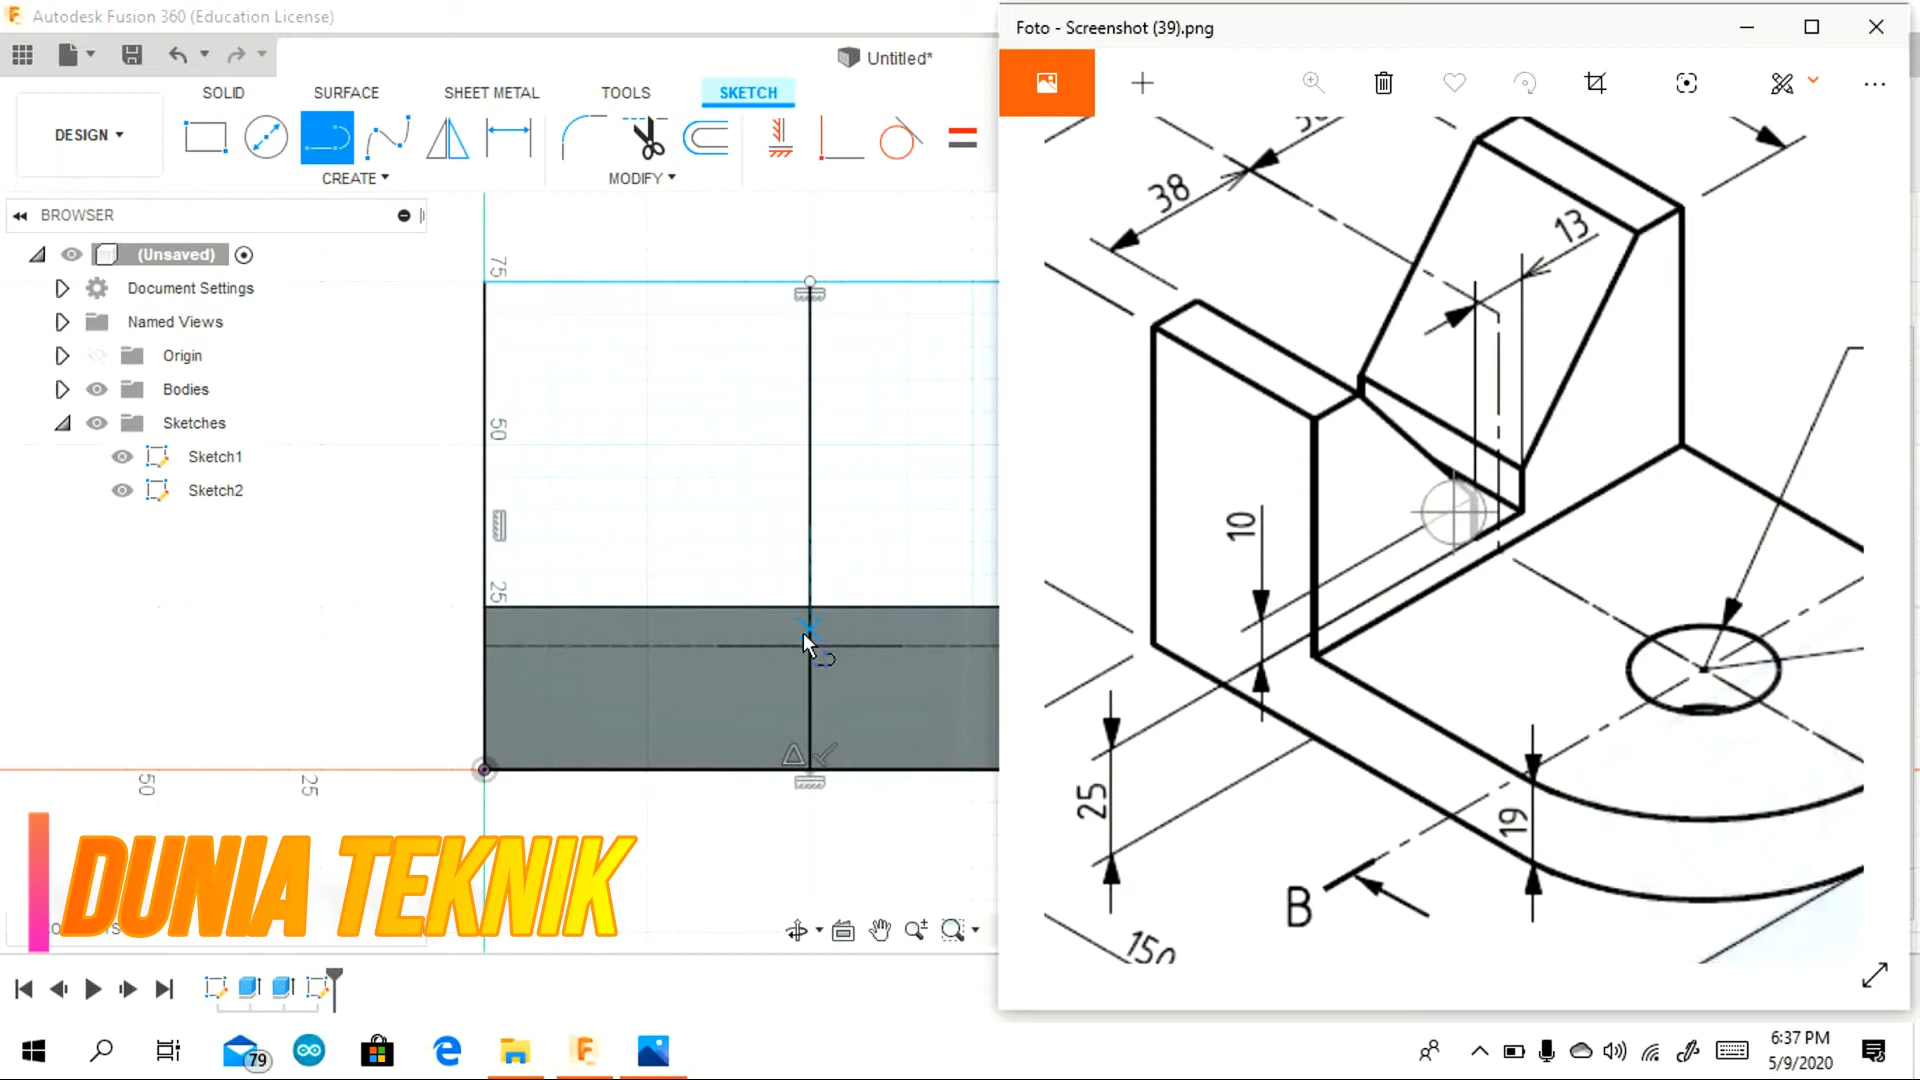 Autodesk Fusion 360 (Education License)
Untitled*
SOLID
SURFACE
SHEET METAL
TOOLS
SKETCH
DESIGN
CREATE
MODIFY
BROWSER
(Unsaved)
Document Settings
Named Views
Origin
Bodies
Sketches
Sketch1
Sketch2
75
50
25
50
25
DUNIA TEKNIK
Foto - Screenshot (39).png
38
13
10
25
19
B
150
79
6:37 PM
5/9/2020